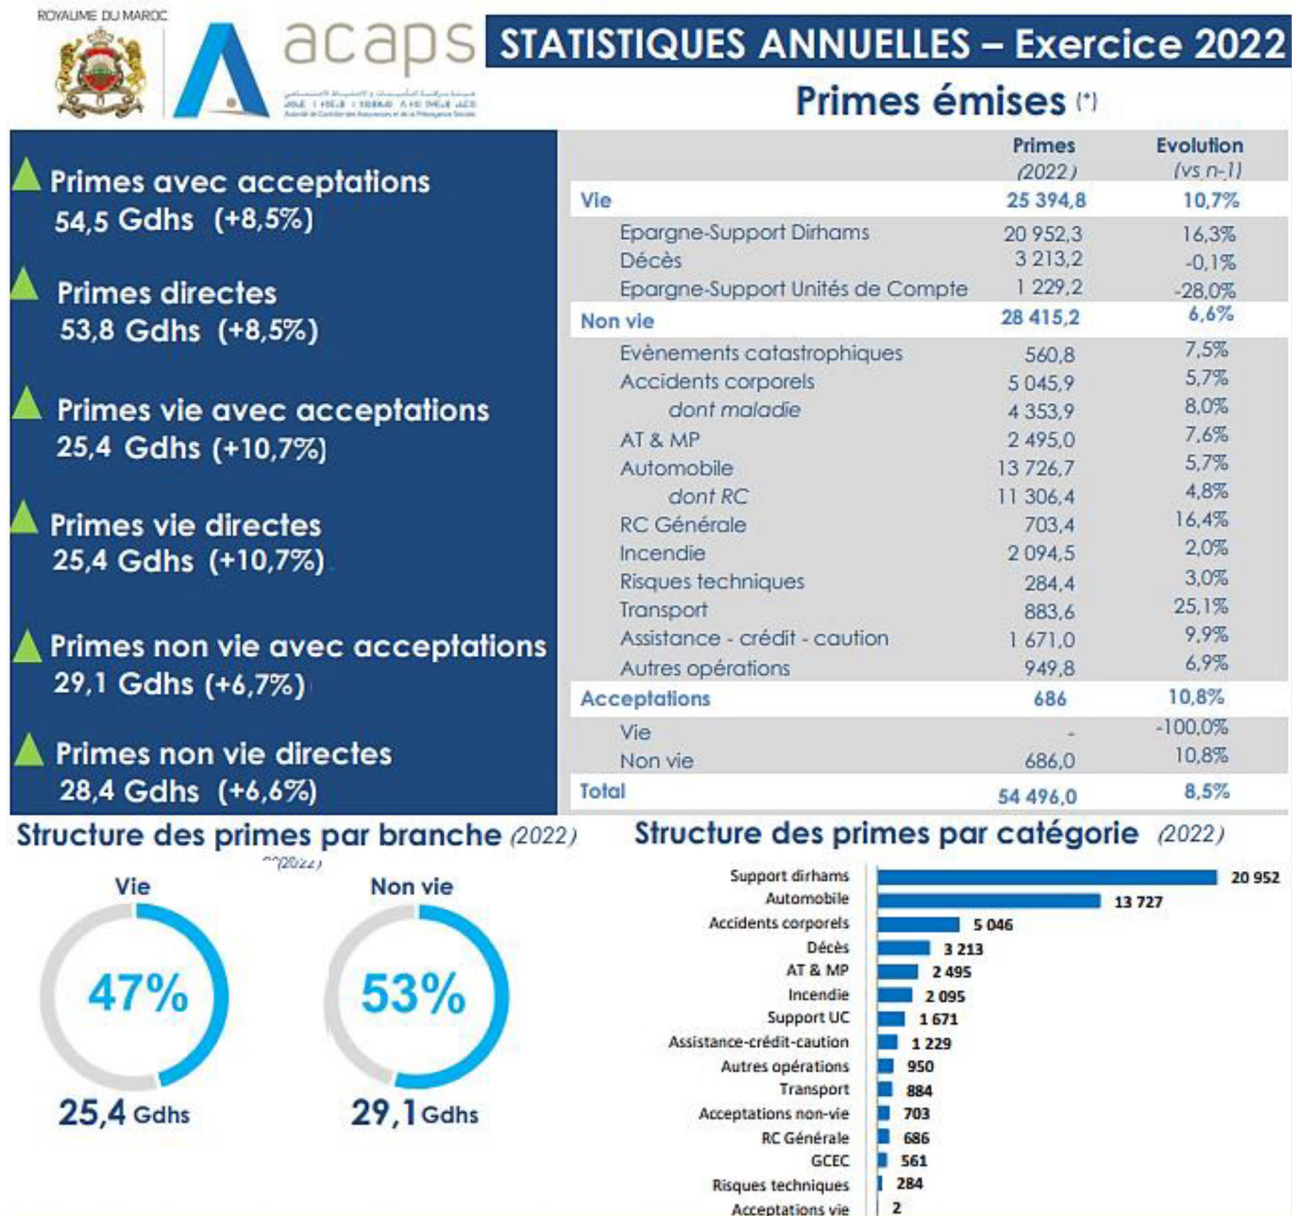 ROYAUME DU MAROC
acaps
Autorité de Contrôle des Assurances et de la Prévoyance Sociale
STATISTIQUES ANNUELLES – Exercice 2022
Primes émises (*)
Primes avec acceptations
54,5 Gdhs (+8,5%)
Primes directes
53,8 Gdhs (+8,5%)
Primes vie avec acceptations
25,4 Gdhs (+10,7%)
Primes vie directes
25,4 Gdhs (+10,7%)
Primes non vie avec acceptations
29,1 Gdhs (+6,7%)
Primes non vie directes
28,4 Gdhs (+6,6%)
Primes Evolution
(2022) (vs n-1)
Vie 25 394,8 10,7%
Epargne-Support Dirhams 20 952,3 16,3%
Décès 3 213,2 -0,1%
Epargne-Support Unités de Compte 1 229,2 -28,0%
Non vie 28 415,2 6,6%
Evènements catastrophiques 560,8 7,5%
Accidents corporels 5 045,9 5,7%
dont maladie 4 353,9 8,0%
AT & MP 2 495,0 7,6%
Automobile 13 726,7 5,7%
dont RC 11 306,4 4,8%
RC Générale 703,4 16,4%
Incendie 2 094,5 2,0%
Risques techniques 284,4 3,0%
Transport 883,6 25,1%
Assistance - crédit - caution 1 671,0 9,9%
Autres opérations 949,8 6,9%
Acceptations 686 10,8%
Vie - -100,0%
Non vie 686,0 10,8%
Total 54 496,0 8,5%
Structure des primes par branche (2022)
(2022)
Vie Non vie
47% 53%
25,4 Gdhs 29,1 Gdhs
Structure des primes par catégorie (2022)
Support dirhams 20 952
Automobile 13 727
Accidents corporels 5 046
Décès 3 213
AT & MP 2 495
Incendie 2 095
Support UC 1 671
Assistance-crédit-caution 1 229
Autres opérations 950
Transport 884
Acceptations non-vie 703
RC Générale 686
GCEC 561
Risques techniques 284
Acceptations vie 2